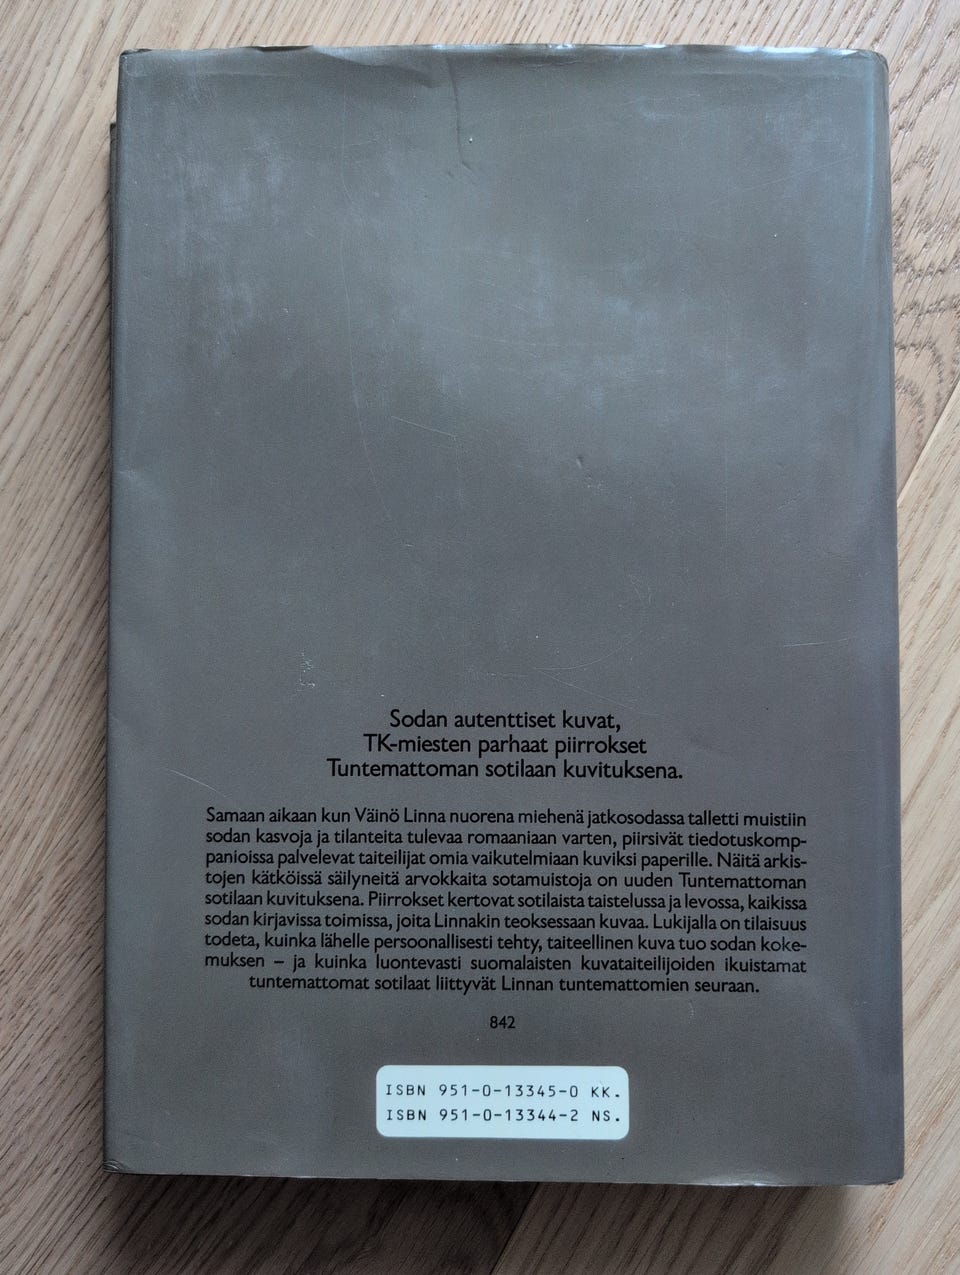 Sodan autenttiset kuvat,
TK-miesten parhaat piirrokset
Tuntemattoman sotilaan kuvituksena.
Samaan aikaan kun Väinö Linna nuorena miehenä jatkosodassa talletti muistiin
sodan kasvoja ja tilanteita tulevaa romaaniaan varten, piirsivät tiedotuskomp-
panioissa palvelevat taiteilijat omia vaikutelmiaan kuviksi paperille. Näitä arkis-
tojen kätköissä säilyneitä arvokkaita sotamuistoja on uuden Tuntemattoman
sotilaan kuvituksena. Piirrokset kertovat sotilaista taistelussa ja levossa, kaikissa
sodan kirjavissa toimissa, joita Linnakin teoksessaan kuvaa. Lukijalla on tilaisuus
todeta, kuinka lähelle persoonallisesti tehty, taiteellinen kuva tuo sodan koke-
muksen – ja kuinka luontevasti suomalaisten kuvataiteilijoiden ikuistamat
tuntemattomat sotilaat liittyvät Linnan tuntemattomien seuraan.
842
ISBN 951-0-13345-0 KK.
ISBN 951-0-13344-2 NS.